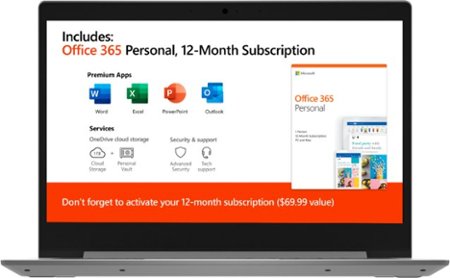 Includes:
Office 365 Personal, 12-Month Subscription
Premium Apps
Word Excel PowerPoint Outlook
Services
OneDrive cloud storage
Cloud Storage
Personal Vault
Security & support
Advanced Security
Tech support
Microsoft
Office 365
Personal
Don't forget to activate your 12-month subscription ($69.99 value)